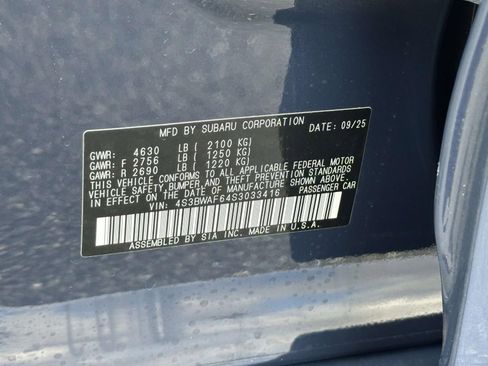 MFD BY SUBARU CORPORATION DATE: 09/25
GVWR: 4630 LB ( 2100 KG)
GAWR: F 2756 LB ( 1250 KG)
GAWR: R 2690 LB ( 1220 KG)
THIS VEHICLE CONFORMS TO ALL APPLICABLE FEDERAL MOTOR
VEHICLE SAFETY, BUMPER, AND THEFT PREVENTION STANDARDS
IN EFFECT ON THE DATE OF MANUFACTURE SHOWN ABOVE.
VIN: 4S3BWAF64S3033416 PASSENGER CAR
ASSEMBLED BY SIA INC. IN U.S.A.